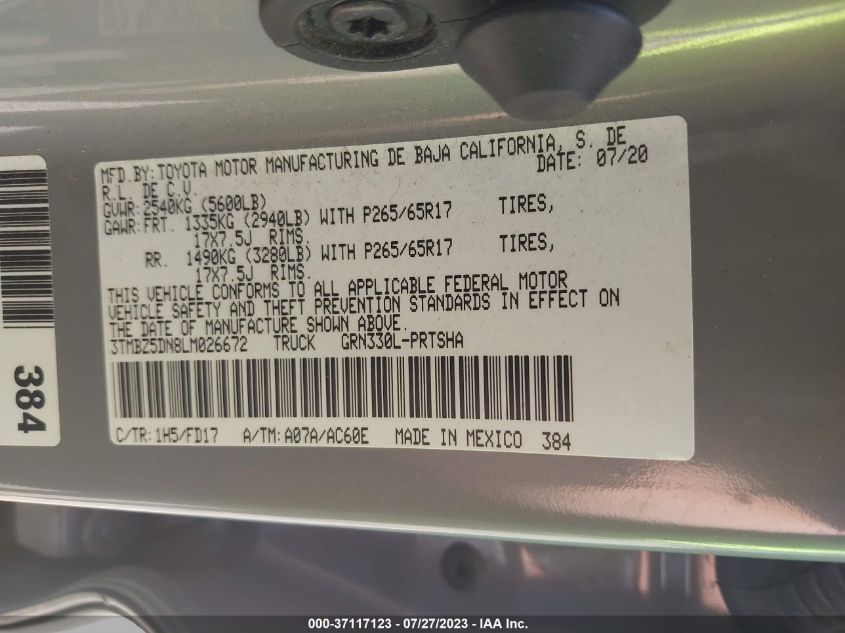 MFD.BY:TOYOTA MOTOR MANUFACTURING DE BAJA CALIFORNIA, S. DE
R.L. DE C.V. DATE: 07/20
GVWR:2540KG (5600LB)
GAWR:FRT. 1335KG (2940LB) WITH P265/65R17 TIRES,
17X7.5J RIMS.
RR. 1490KG (3280LB) WITH P265/65R17 TIRES,
17X7.5J RIMS.
THIS VEHICLE CONFORMS TO ALL APPLICABLE FEDERAL MOTOR
VEHICLE SAFETY AND THEFT PREVENTION STANDARDS IN EFFECT ON
THE DATE OF MANUFACTURE SHOWN ABOVE.
3TMBZ5DN8LM026672 TRUCK GRN330L-PRTSHA
C/TR:1H5/FD17 A/TM:A07A/AC60E MADE IN MEXICO 384
384
000-37117123 - 07/27/2023 - IAA Inc.